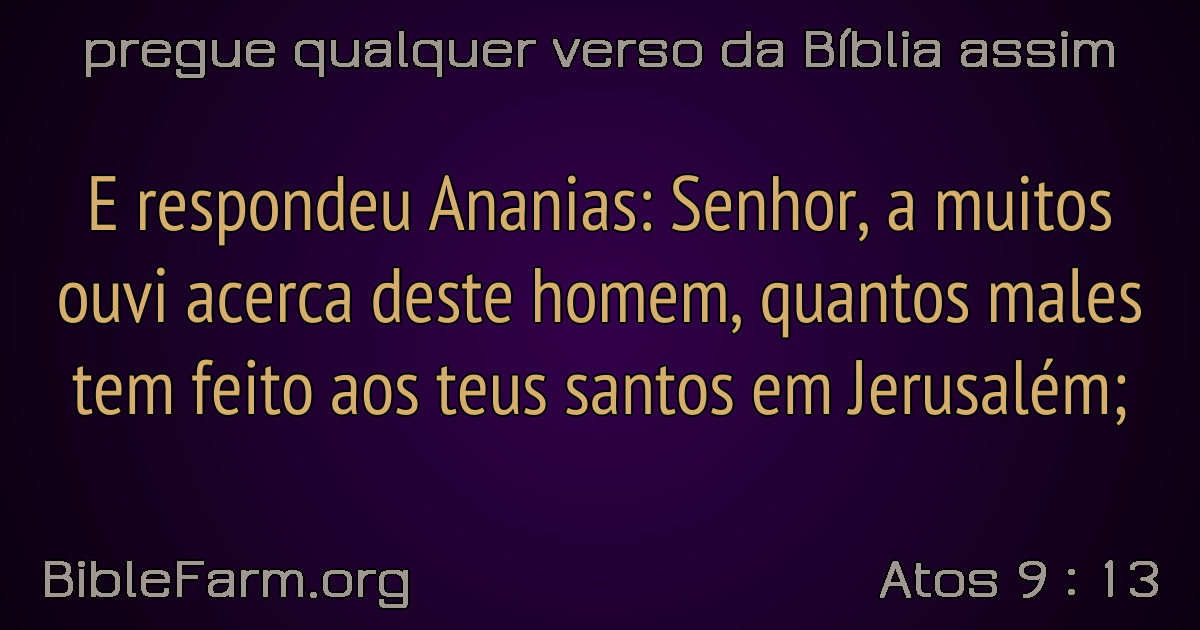 pregue qualquer verso da Bíblia assim
E respondeu Ananias: Senhor, a muitos
ouvi acerca deste homem, quantos males
tem feito aos teus santos em Jerusalém;
BibleFarm.org
Atos 9 : 13